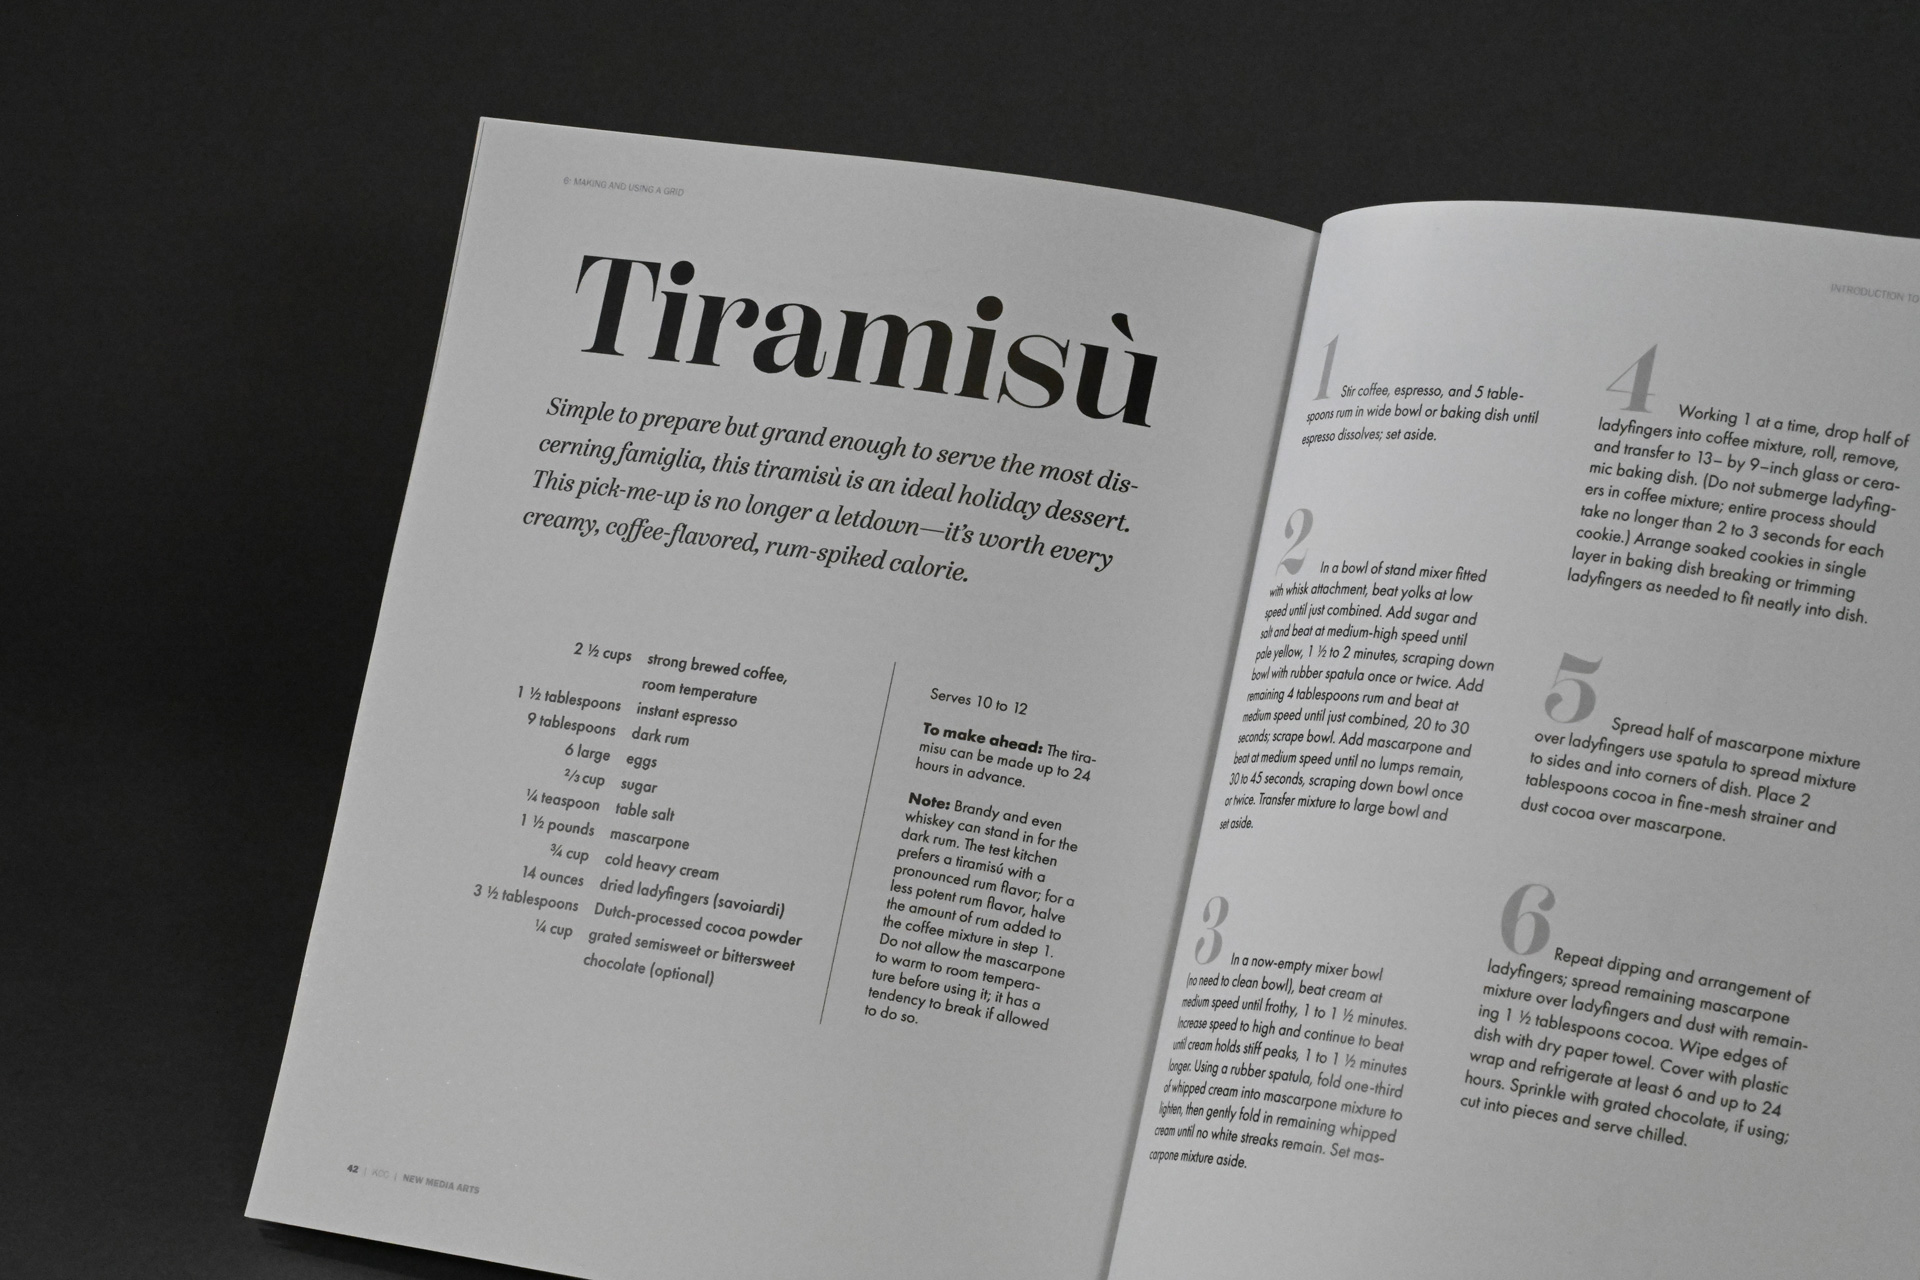 6: MAKING AND USING A GRID
Tiramisù
Simple to prepare but grand enough to serve the most dis-
cerning famiglia, this tiramisù is an ideal holiday dessert.
This pick-me-up is no longer a letdown—it's worth every
creamy, coffee-flavored, rum-spiked calorie.
2 ½ cups strong brewed coffee,
room temperature
1 ½ tablespoons instant espresso
9 tablespoons dark rum
6 large eggs
2/3 cup sugar
¼ teaspoon table salt
1 ½ pounds mascarpone
¾ cup cold heavy cream
14 ounces dried ladyfingers (savoiardi)
3 ½ tablespoons Dutch-processed cocoa powder
¼ cup grated semisweet or bittersweet
chocolate (optional)
Serves 10 to 12
To make ahead: The tira-
misu can be made up to 24
hours in advance.
Note: Brandy and even
whiskey can stand in for the
dark rum. The test kitchen
prefers a tiramisú with a
pronounced rum flavor; for a
less potent rum flavor, halve
the amount of rum added to
the coffee mixture in step 1.
Do not allow the mascarpone
to warm to room tempera-
ture before using it; it has a
tendency to break if allowed
to do so.
42 | ACC | NEW MEDIA ARTS
INTRODUCTION TO
1
Stir coffee, espresso, and 5 table-
spoons rum in wide bowl or baking dish until
espresso dissolves; set aside.
2
In a bowl of stand mixer fitted
with whisk attachment, beat yolks at low
speed until just combined. Add sugar and
salt and beat at medium-high speed until
pale yellow, 1 ½ to 2 minutes, scraping down
bowl with rubber spatula once or twice. Add
remaining 4 tablespoons rum and beat at
medium speed until just combined, 20 to 30
seconds; scrape bowl. Add mascarpone and
beat at medium speed until no lumps remain,
30 to 45 seconds, scraping down bowl once
or twice. Transfer mixture to large bowl and
set aside.
3
In a now-empty mixer bowl
(no need to clean bowl), beat cream at
medium speed until frothy, 1 to 1 ½ minutes.
Increase speed to high and continue to beat
until cream holds stiff peaks, 1 to 1 ½ minutes
longer. Using a rubber spatula, fold one-third
of whipped cream into mascarpone mixture to
lighten, then gently fold in remaining whipped
cream until no white streaks remain. Set mas-
carpone mixture aside.
4
Working 1 at a time, drop half of
ladyfingers into coffee mixture, roll, remove,
and transfer to 13– by 9–inch glass or cera-
mic baking dish. (Do not submerge ladyfing-
ers in coffee mixture; entire process should
take no longer than 2 to 3 seconds for each
cookie.) Arrange soaked cookies in single
layer in baking dish breaking or trimming
ladyfingers as needed to fit neatly into dish.
5
Spread half of mascarpone mixture
over ladyfingers use spatula to spread mixture
to sides and into corners of dish. Place 2
tablespoons cocoa in fine-mesh strainer and
dust cocoa over mascarpone.
6
Repeat dipping and arrangement of
ladyfingers; spread remaining mascarpone
mixture over ladyfingers and dust with remain-
ing 1 ½ tablespoons cocoa. Wipe edges of
dish with dry paper towel. Cover with plastic
wrap and refrigerate at least 6 and up to 24
hours. Sprinkle with grated chocolate, if using;
cut into pieces and serve chilled.